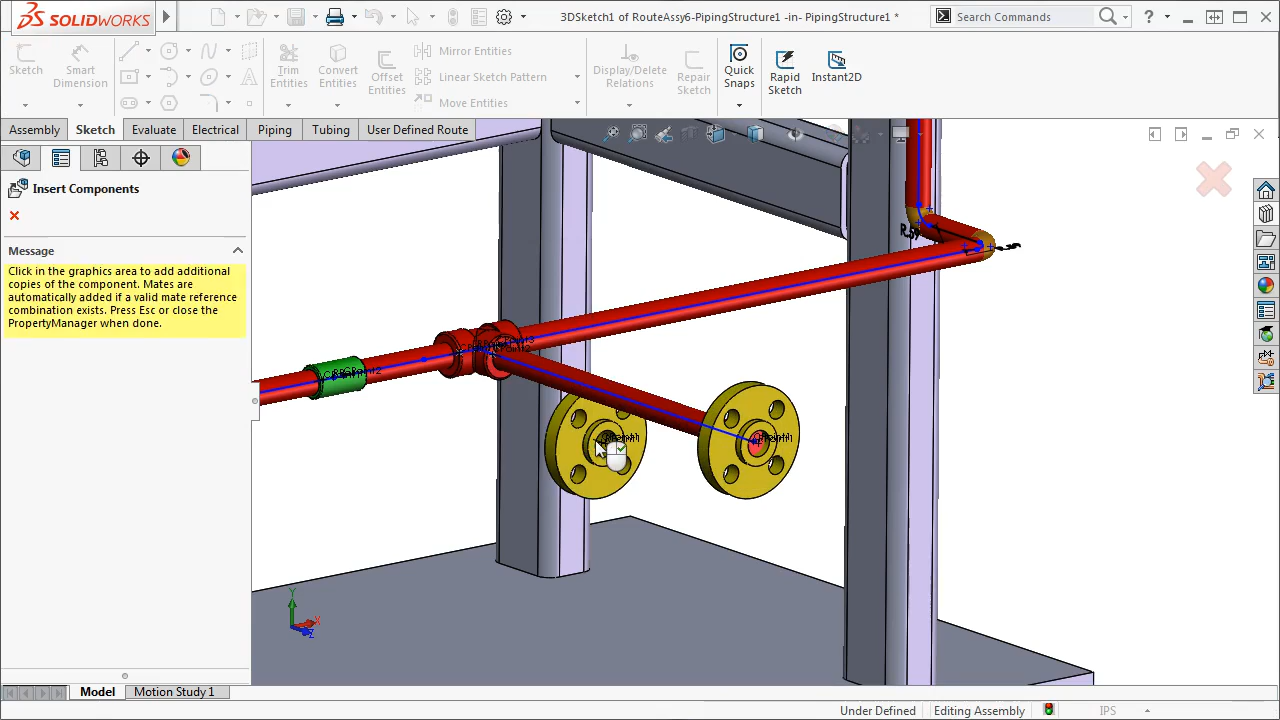 SOLIDWORKS
3DSketch1 of RouteAssy6-PipingStructure1 -in- PipingStructure1 *
Search Commands
?
Sketch
Smart
Dimension
Trim
Entities
Convert
Entities
Offset
Entities
Mirror Entities
Linear Sketch Pattern
Move Entities
Display/Delete
Relations
Repair
Sketch
Quick
Snaps
Rapid
Sketch
Instant2D
Assembly
Sketch
Evaluate
Electrical
Piping
Tubing
User Defined Route
Insert Components
Message
Click in the graphics area to add additional
copies of the component. Mates are
automatically added if a valid mate reference
combination exists. Press Esc or close the
PropertyManager when done.
Y
X
Z
Model
Motion Study 1
Under Defined
Editing Assembly
IPS